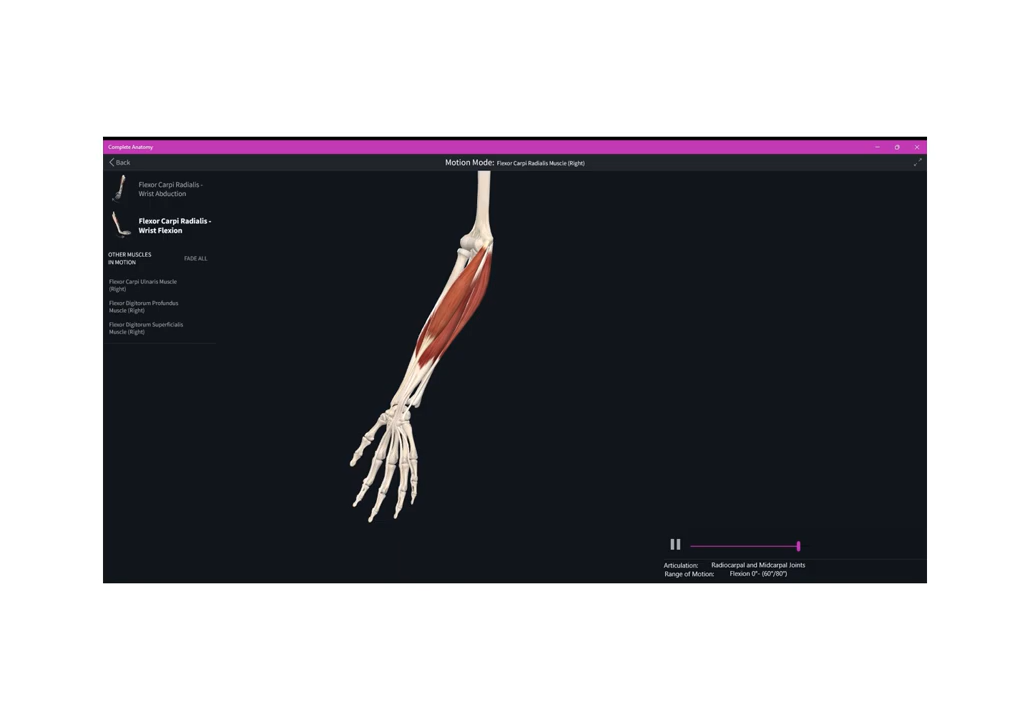 Complete Anatomy
Back
Motion Mode: Flexor Carpi Radialis Muscle (Right)
Flexor Carpi Radialis -
Wrist Abduction
Flexor Carpi Radialis -
Wrist Flexion
OTHER MUSCLES
IN MOTION
FADE ALL
Flexor Carpi Ulnaris Muscle
(Right)
Flexor Digitorum Profundus
Muscle (Right)
Flexor Digitorum Superficialis
Muscle (Right)
Articulation: Radiocarpal and Midcarpal Joints
Range of Motion: Flexion 0°- (60°/80°)